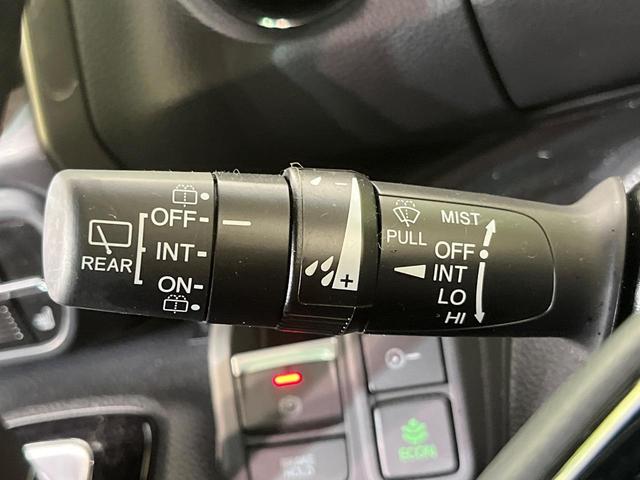 OFF
INT
ON
REAR
- +
PULL
MIST
OFF
INT
LO
HI
ECON